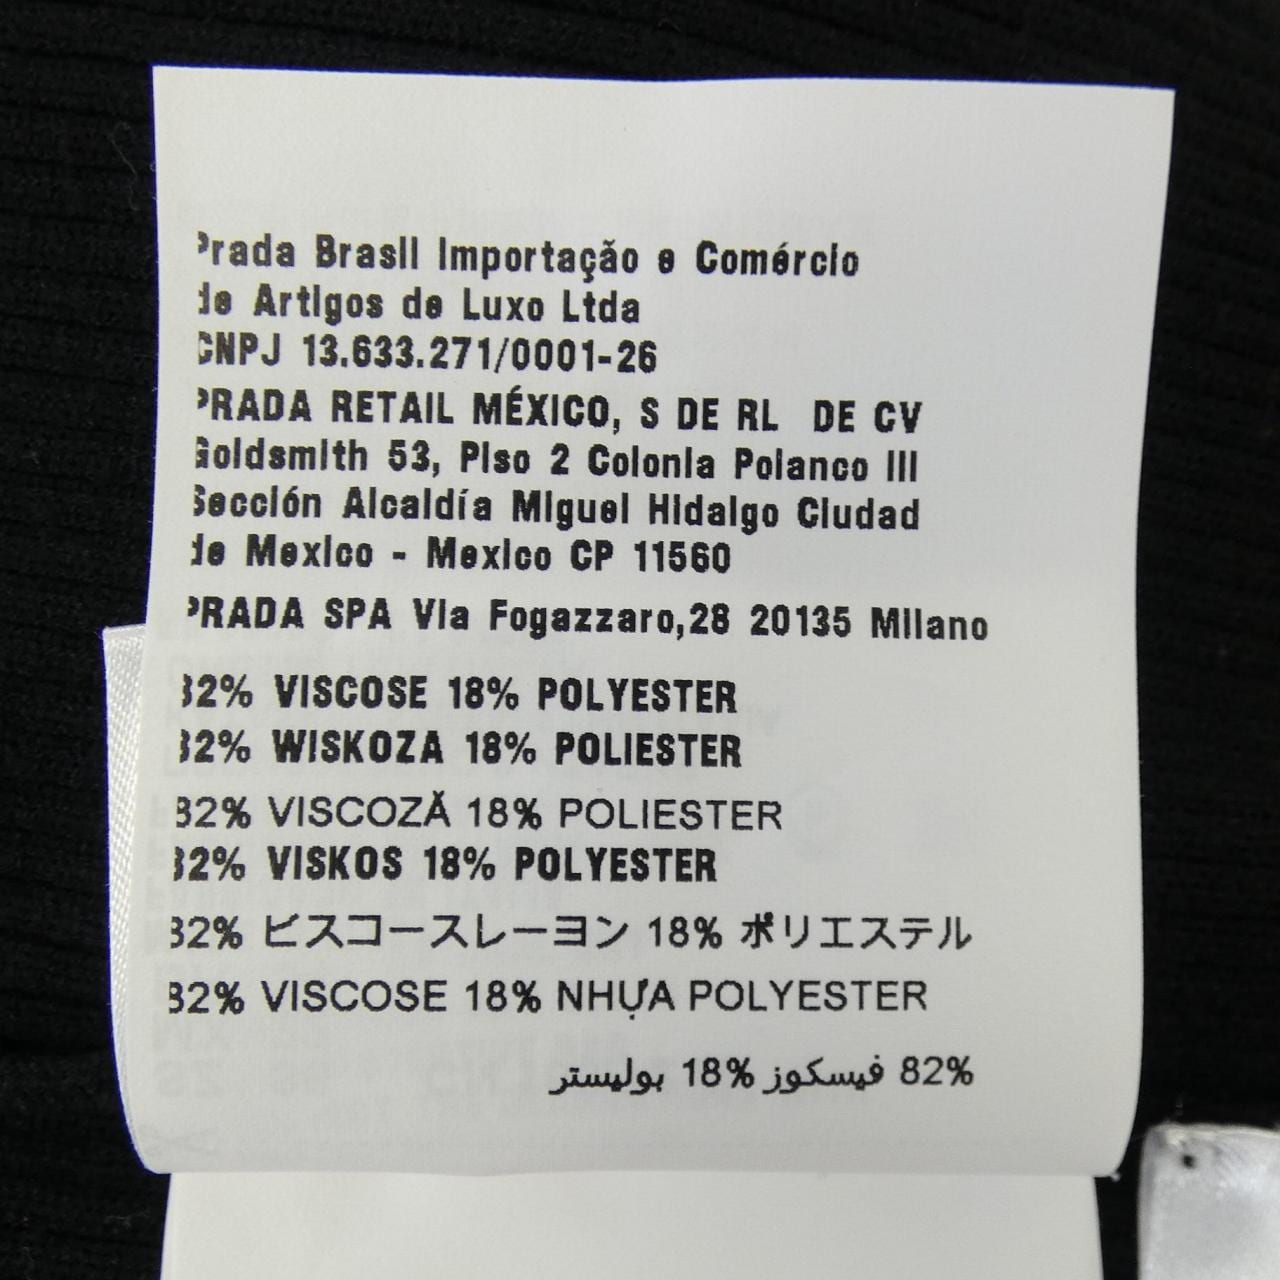 Prada Brasil Importação e Comércio
de Artigos de Luxo Ltda
CNPJ 13.633.271/0001-26
PRADA RETAIL MÉXICO, S DE RL DE CV
Goldsmith 53, Piso 2 Colonia Polanco III
Sección Alcaldía Miguel Hidalgo Ciudad
de Mexico - Mexico CP 11560
PRADA SPA Via Fogazzaro,28 20135 Milano
82% VISCOSE 18% POLYESTER
82% WISKOZA 18% POLIESTER
82% VISCOZĂ 18% POLIESTER
82% VISKOS 18% POLYESTER
82% ビスコースレーヨン 18% ポリエステル
82% VISCOSE 18% NHỰA POLYESTER
82% فيسكوز 18% بوليستر